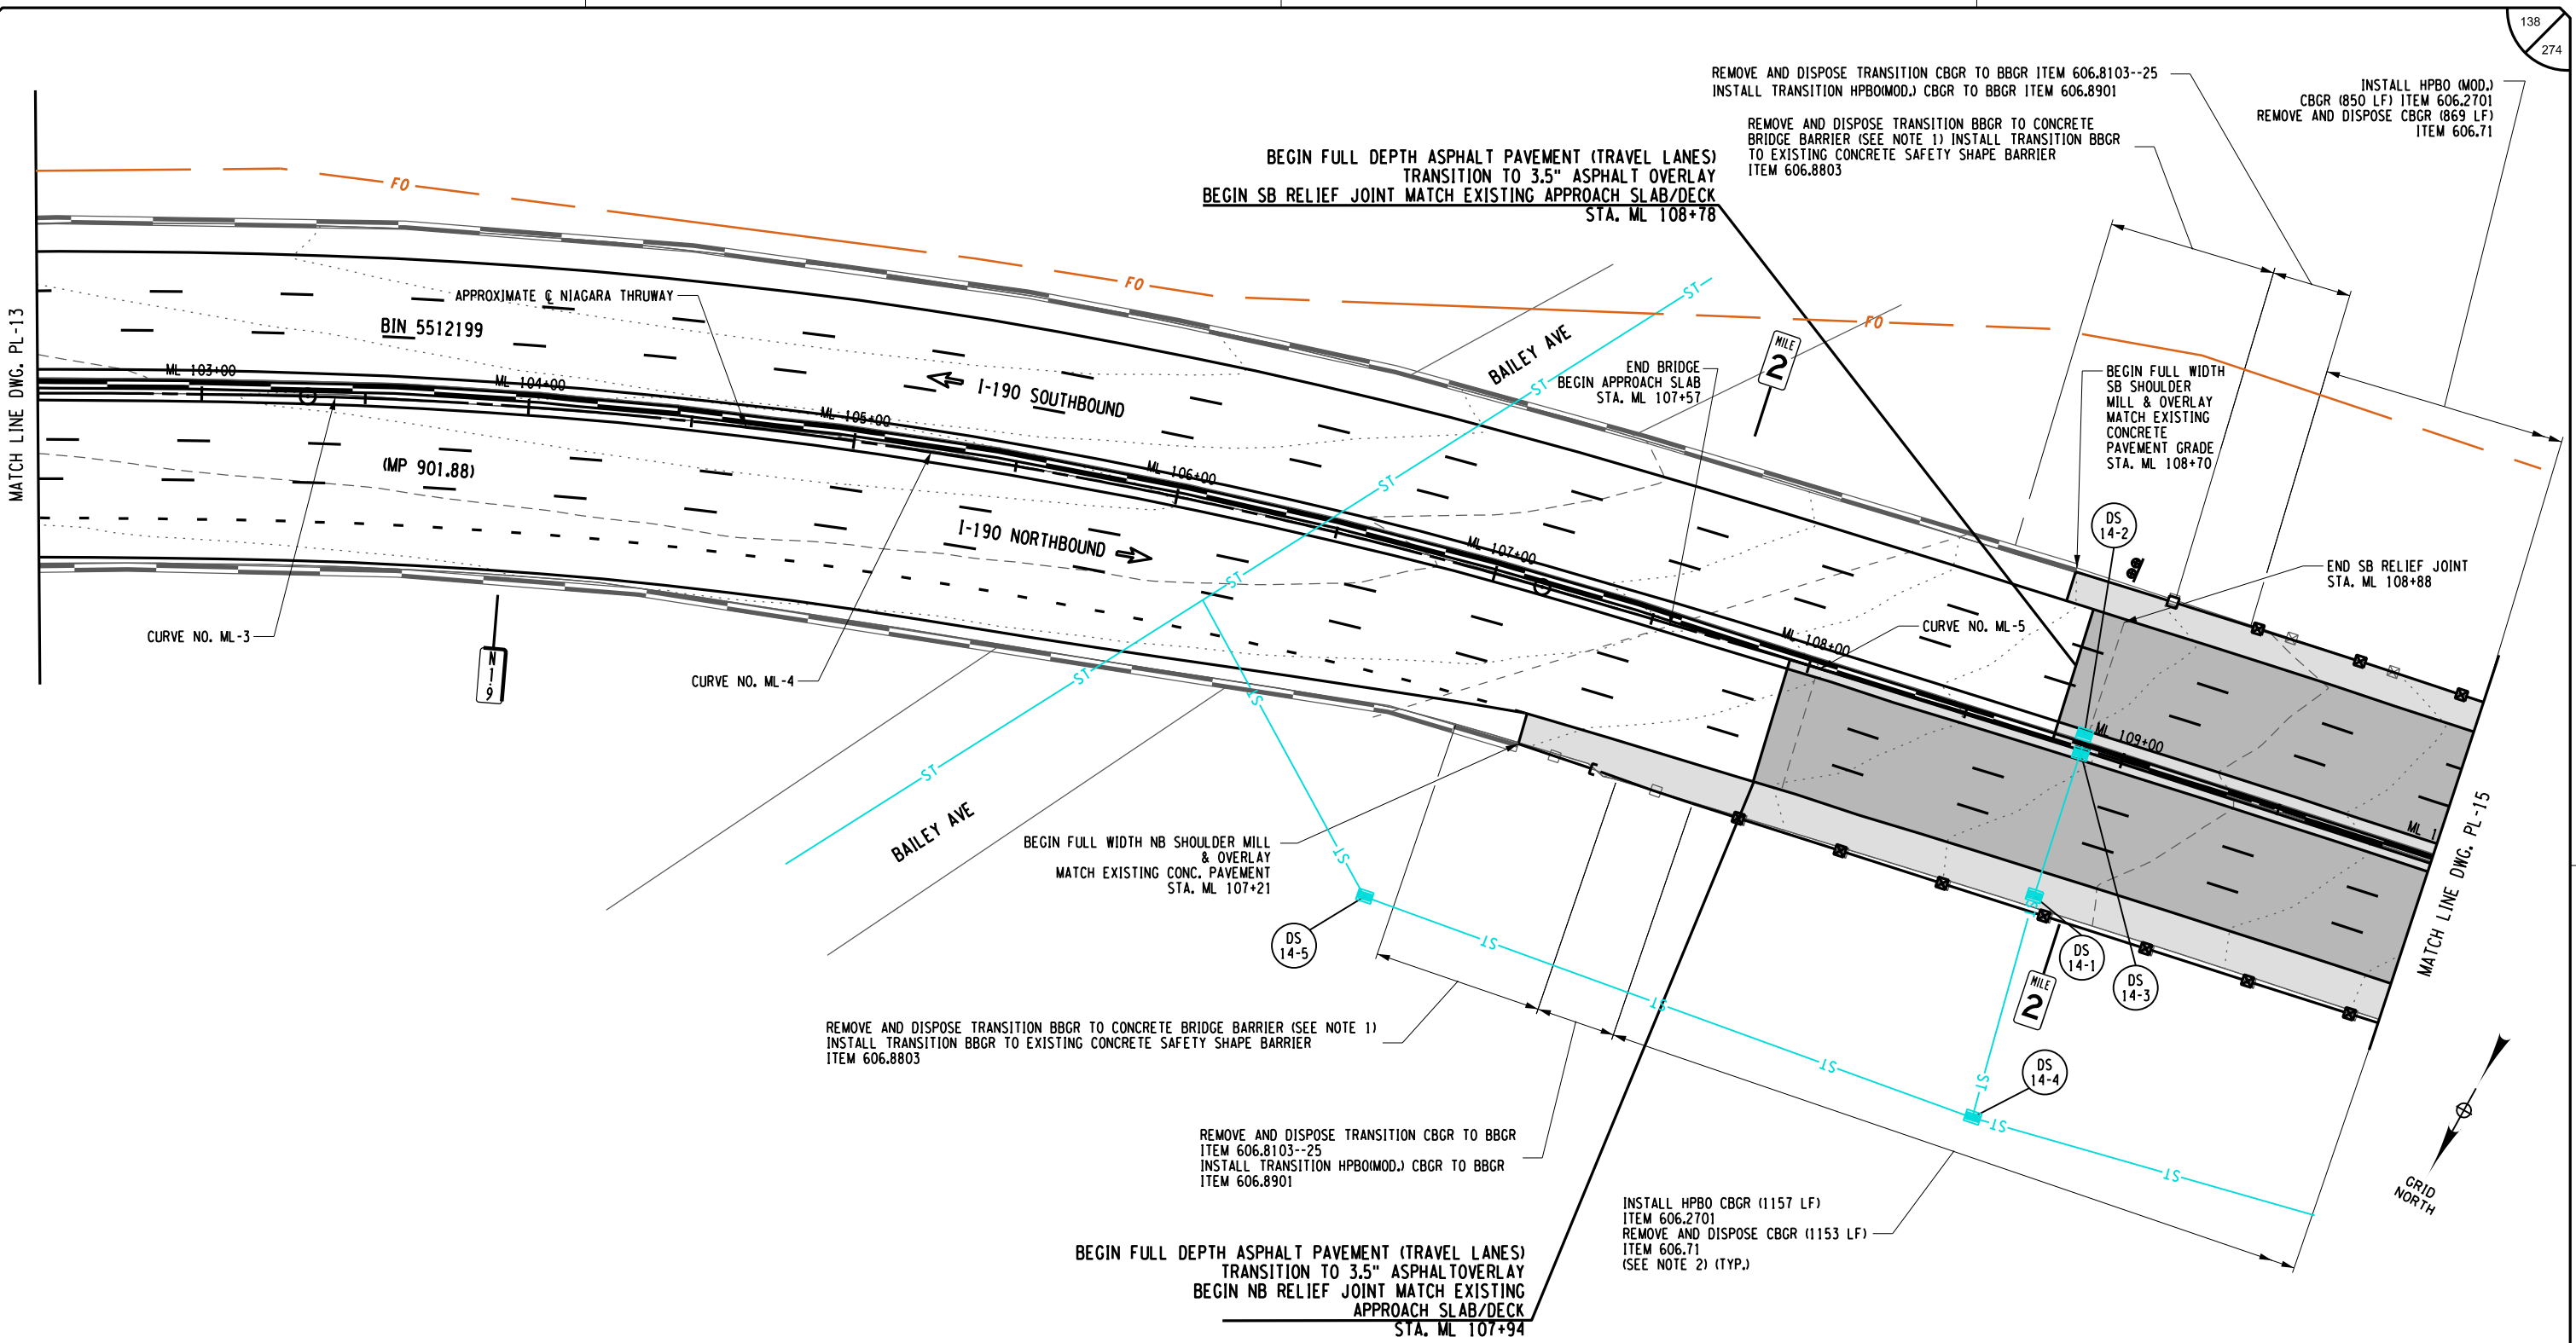 138
274
REMOVE AND DISPOSE TRANSITION CBGR TO BBGR ITEM 606.8103--25
INSTALL TRANSITION HPBO(MOD.) CBGR TO BBGR ITEM 606.8901
INSTALL HPBO (MOD.)
CBGR (850 LF) ITEM 606.2701
REMOVE AND DISPOSE CBGR (869 LF)
ITEM 606.71
REMOVE AND DISPOSE TRANSITION BBGR TO CONCRETE
BRIDGE BARRIER (SEE NOTE 1) INSTALL TRANSITION BBGR
TO EXISTING CONCRETE SAFETY SHAPE BARRIER
ITEM 606.8803
BEGIN FULL DEPTH ASPHALT PAVEMENT (TRAVEL LANES)
TRANSITION TO 3.5" ASPHALT OVERLAY
BEGIN SB RELIEF JOINT MATCH EXISTING APPROACH SLAB/DECK
STA. ML 108+78
FO
FO
FO
MATCH LINE DWG. PL-13
APPROXIMATE ℄ NIAGARA THRUWAY
BIN 5512199
ML 103+00
ML 104+00
ML 105+00
ML 106+00
ML 107+00
ML 108+00
ML 109+00
ML 1
I-190 SOUTHBOUND
(MP 901.88)
I-190 NORTHBOUND
BAILEY AVE
ST
ST
ST
ST
ST
ST
END BRIDGE
BEGIN APPROACH SLAB
STA. ML 107+57
MILE
2
BEGIN FULL WIDTH
SB SHOULDER
MILL & OVERLAY
MATCH EXISTING
CONCRETE
PAVEMENT GRADE
STA. ML 108+70
DS
14-2
END SB RELIEF JOINT
STA. ML 108+88
CURVE NO. ML-3
N
1.9
CURVE NO. ML-4
CURVE NO. ML-5
BAILEY AVE
BEGIN FULL WIDTH NB SHOULDER MILL
& OVERLAY
MATCH EXISTING CONC. PAVEMENT
STA. ML 107+21
MATCH LINE DWG. PL-15
DS
14-5
DS
14-1
DS
14-3
MILE
2
DS
14-4
ST
ST
ST
ST
ST
ST
ST
ST
ST
REMOVE AND DISPOSE TRANSITION BBGR TO CONCRETE BRIDGE BARRIER (SEE NOTE 1)
INSTALL TRANSITION BBGR TO EXISTING CONCRETE SAFETY SHAPE BARRIER
ITEM 606.8803
REMOVE AND DISPOSE TRANSITION CBGR TO BBGR
ITEM 606.8103--25
INSTALL TRANSITION HPBO(MOD.) CBGR TO BBGR
ITEM 606.8901
INSTALL HPBO CBGR (1157 LF)
ITEM 606.2701
REMOVE AND DISPOSE CBGR (1153 LF)
ITEM 606.71
(SEE NOTE 2) (TYP.)
GRID
NORTH
BEGIN FULL DEPTH ASPHALT PAVEMENT (TRAVEL LANES)
TRANSITION TO 3.5" ASPHALTOVERLAY
BEGIN NB RELIEF JOINT MATCH EXISTING
APPROACH SLAB/DECK
STA. ML 107+94